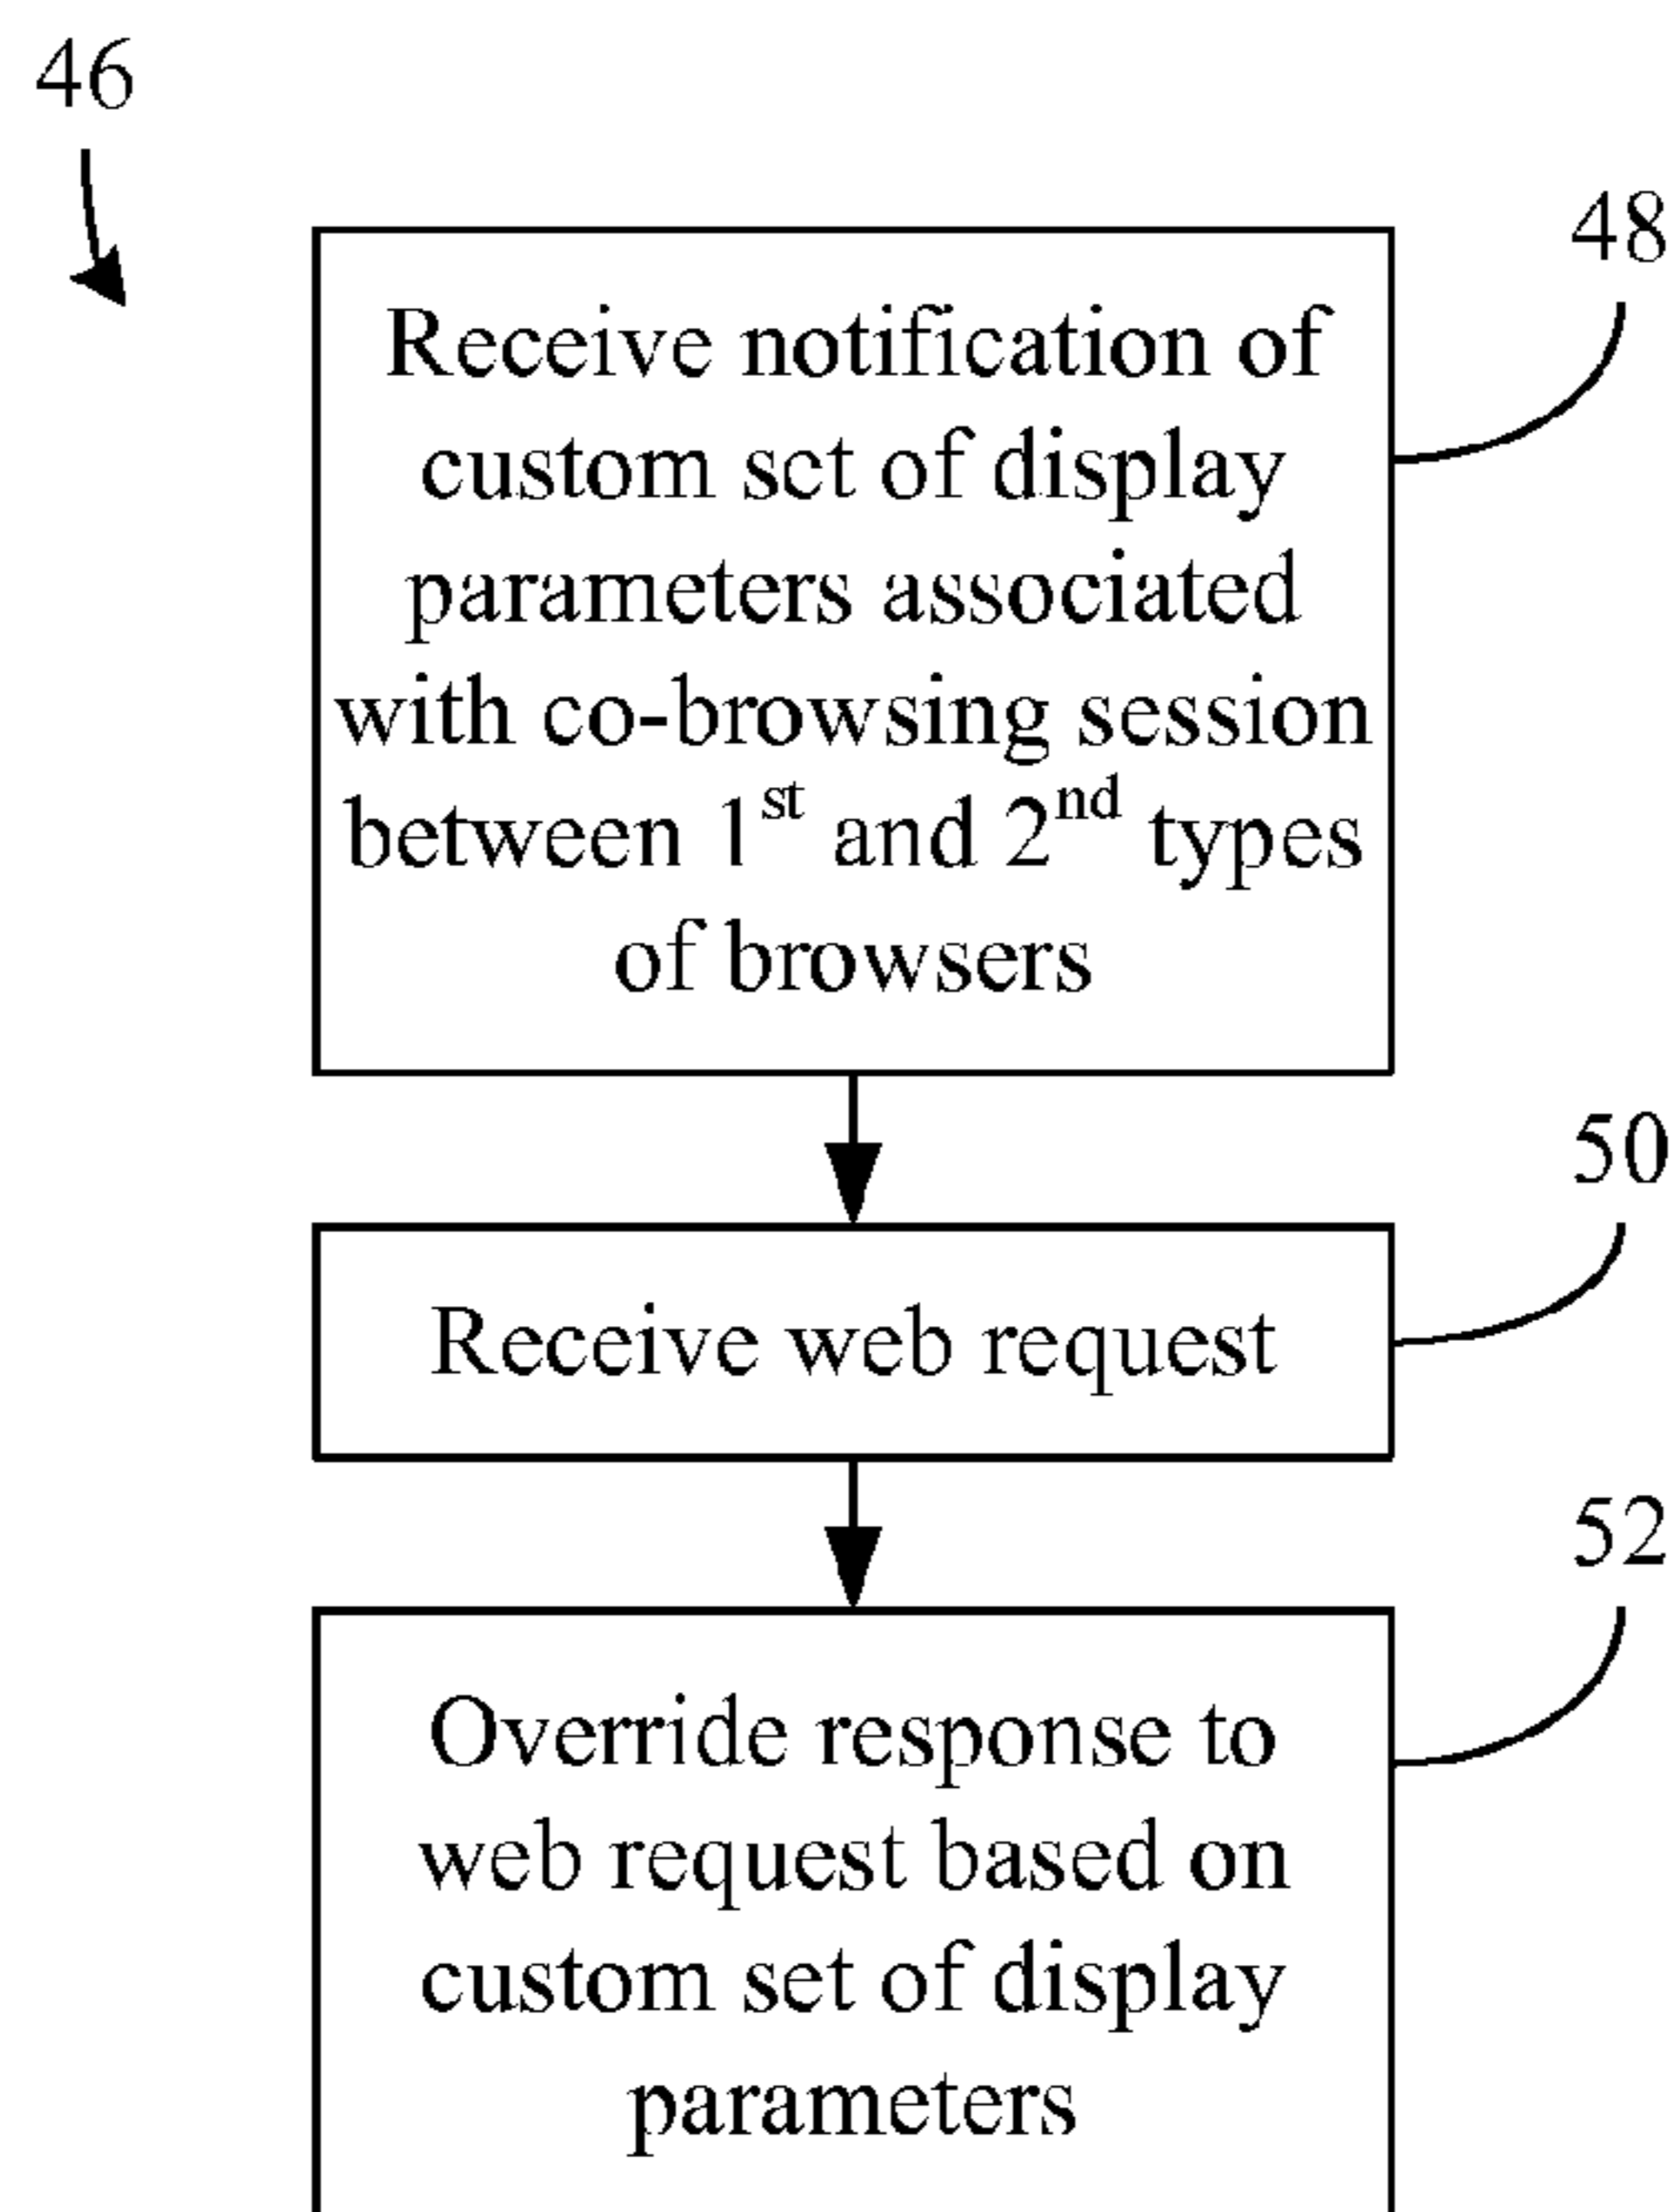 46
48
Receive notification of
custom set of display
parameters associated
with co-browsing session
between 1st and 2nd types
of browsers
50
Receive web request
52
Override response to
web request based on
custom set of display
parameters